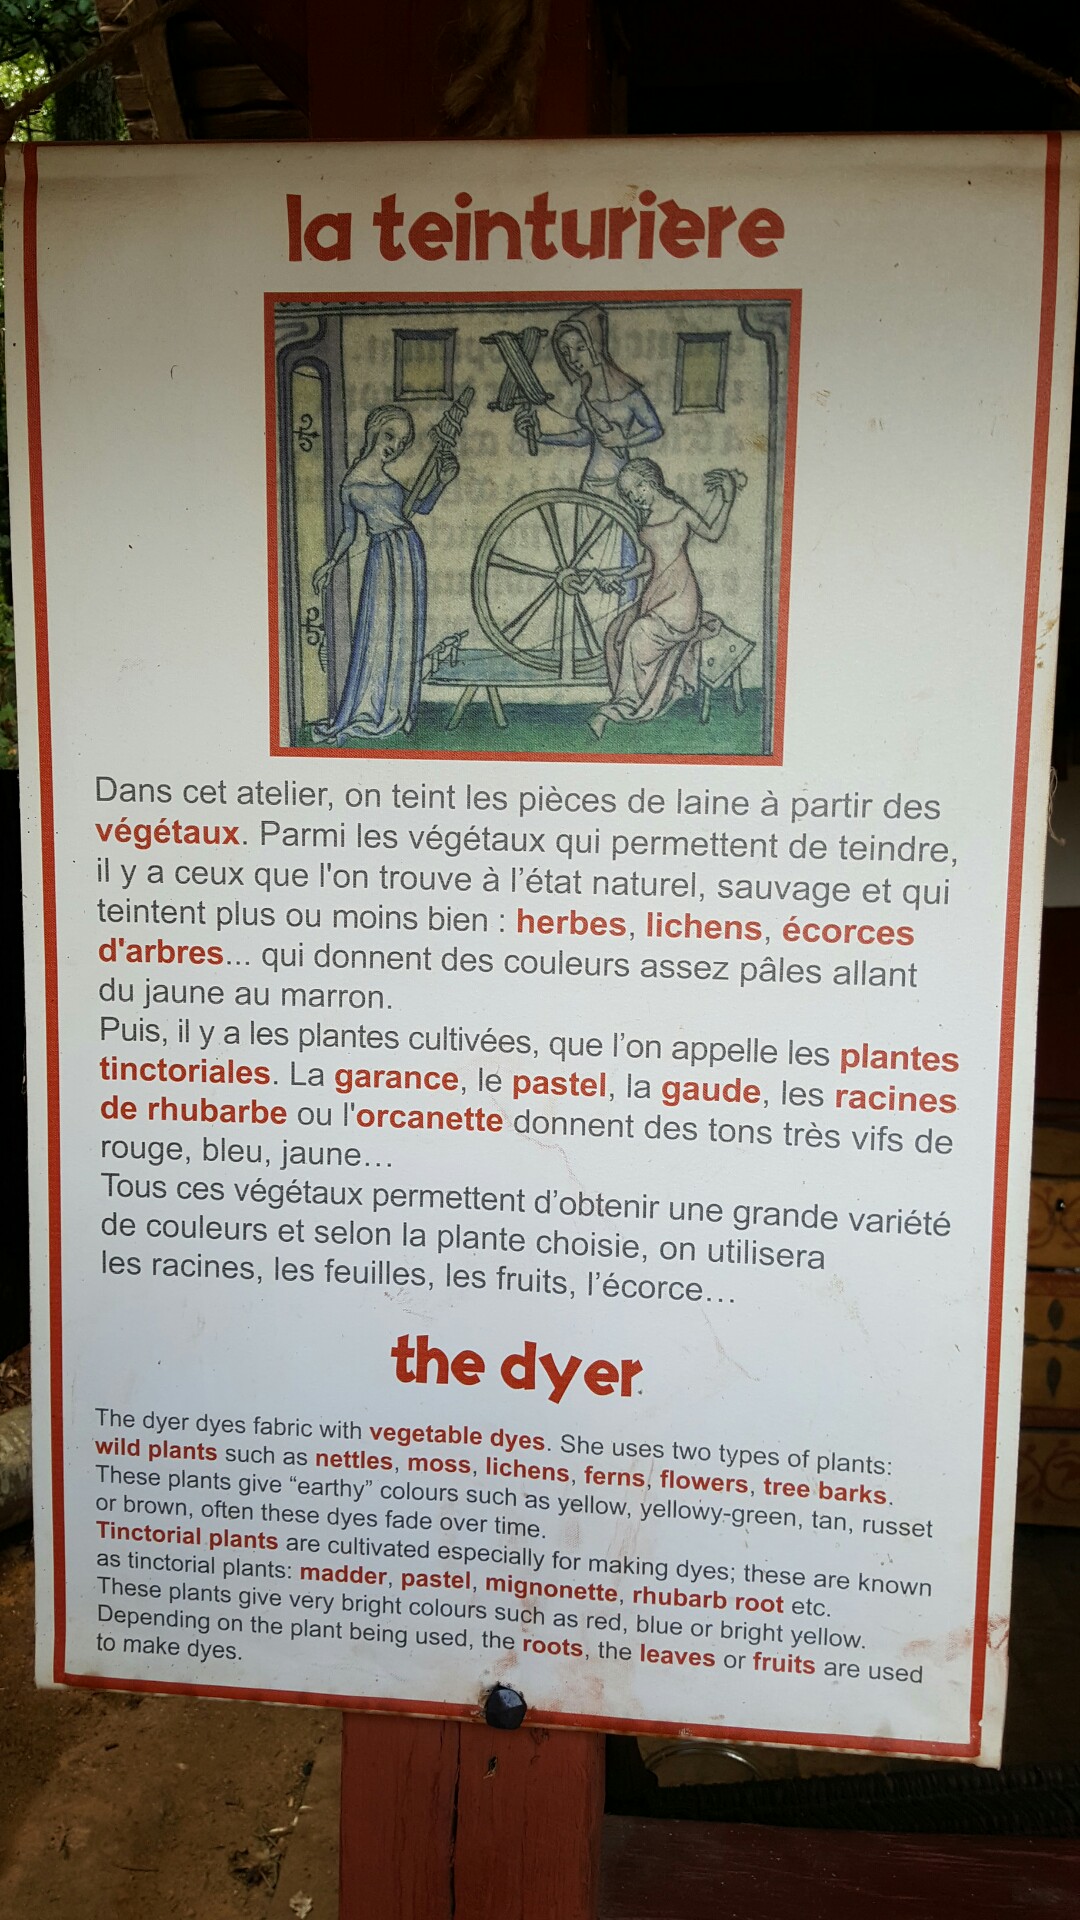 la teinturière
Dans cet atelier, on teint les pièces de laine à partir des
végétaux. Parmi les végétaux qui permettent de teindre,
il y a ceux que l'on trouve à l’état naturel, sauvage et qui
teintent plus ou moins bien : herbes, lichens, écorces
d'arbres... qui donnent des couleurs assez pâles allant
du jaune au marron.
Puis, il y a les plantes cultivées, que l’on appelle les plantes
tinctoriales. La garance, le pastel, la gaude, les racines
de rhubarbe ou l'orcanette donnent des tons très vifs de
rouge, bleu, jaune…
Tous ces végétaux permettent d’obtenir une grande variété
de couleurs et selon la plante choisie, on utilisera
les racines, les feuilles, les fruits, l’écorce…
the dyer
The dyer dyes fabric with vegetable dyes. She uses two types of plants:
wild plants such as nettles, moss, lichens, ferns, flowers, tree barks.
These plants give “earthy” colours such as yellow, yellowy-green, tan, russet
or brown, often these dyes fade over time.
Tinctorial plants are cultivated especially for making dyes; these are known
as tinctorial plants: madder, pastel, mignonette, rhubarb root etc.
These plants give very bright colours such as red, blue or bright yellow.
Depending on the plant being used, the roots, the leaves or fruits are used
to make dyes.